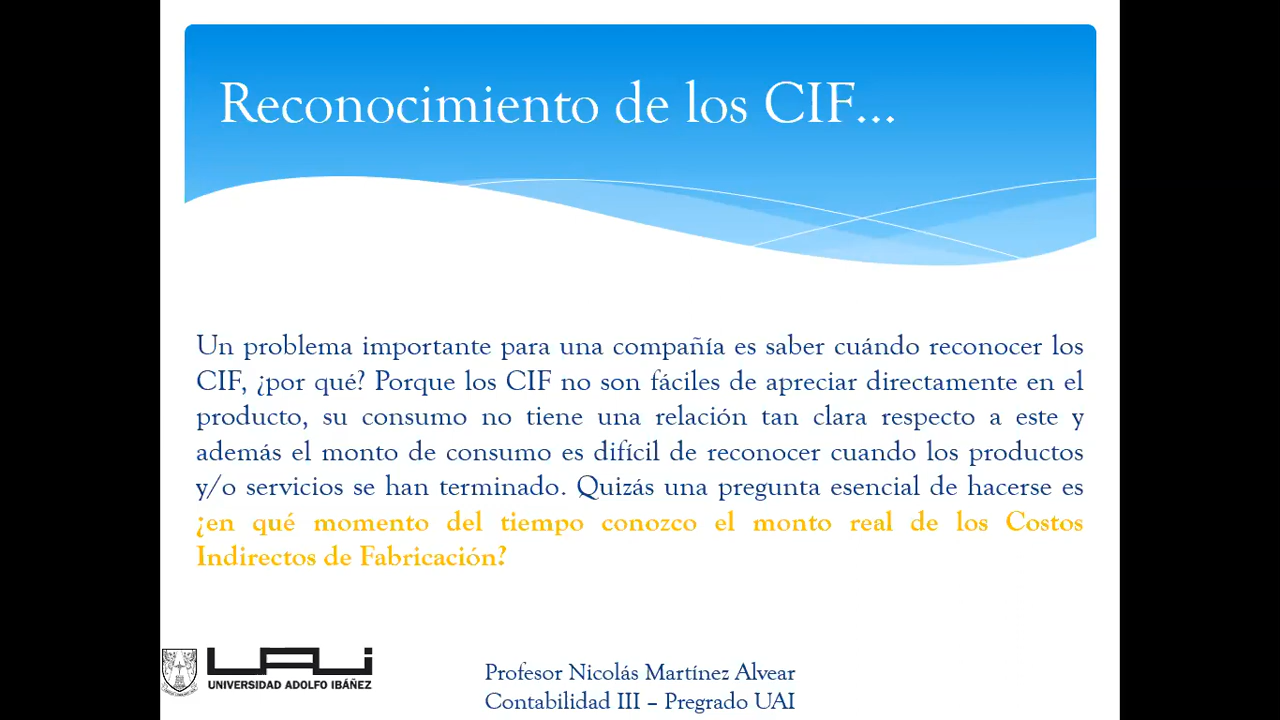 Reconocimiento de los CIF...
Un problema importante para una compañía es saber cuándo reconocer los
CIF, ¿por qué? Porque los CIF no son fáciles de apreciar directamente en el
producto, su consumo no tiene una relación tan clara respecto a este y
además el monto de consumo es difícil de reconocer cuando los productos
y/o servicios se han terminado. Quizás una pregunta esencial de hacerse es
¿en qué momento del tiempo conozco el monto real de los Costos
Indirectos de Fabricación?
UAI
UNIVERSIDAD ADOLFO IBÁÑEZ
Profesor Nicolás Martínez Alvear
Contabilidad III – Pregrado UAI